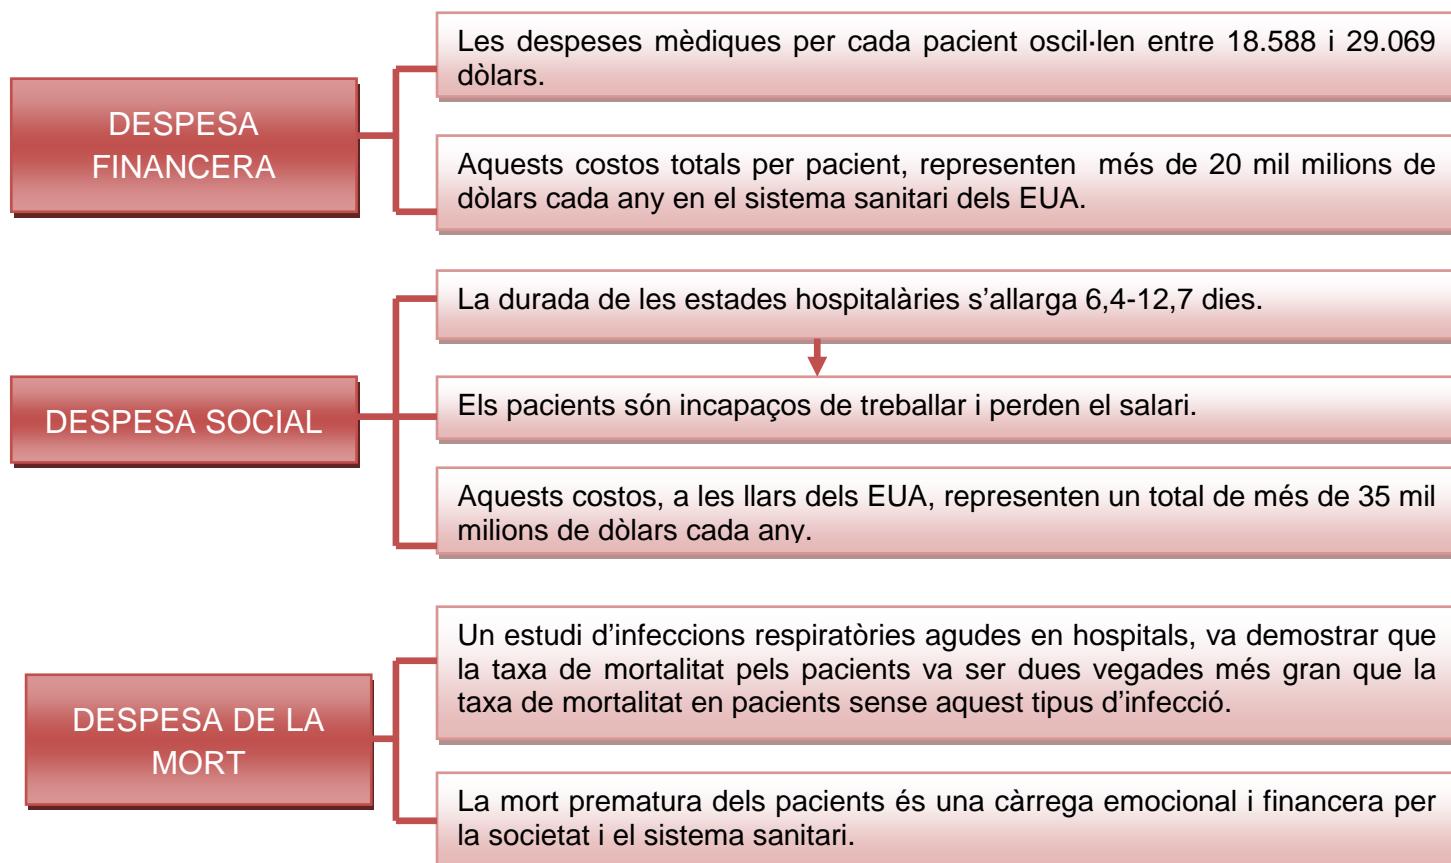 DESPESA
FINANCERA
Les despeses mèdiques per cada pacient oscil·len entre 18.588 i 29.069
dòlars.
Aquests costos totals per pacient, representen més de 20 mil milions de
dòlars cada any en el sistema sanitari dels EUA.
DESPESA SOCIAL
La durada de les estades hospitalàries s’allarga 6,4-12,7 dies.
Els pacients són incapaços de treballar i perden el salari.
Aquests costos, a les llars dels EUA, representen un total de més de 35 mil
milions de dòlars cada any.
DESPESA DE LA
MORT
Un estudi d’infeccions respiratòries agudes en hospitals, va demostrar que
la taxa de mortalitat pels pacients va ser dues vegades més gran que la
taxa de mortalitat en pacients sense aquest tipus d’infecció.
La mort prematura dels pacients és una càrrega emocional i financera per
la societat i el sistema sanitari.